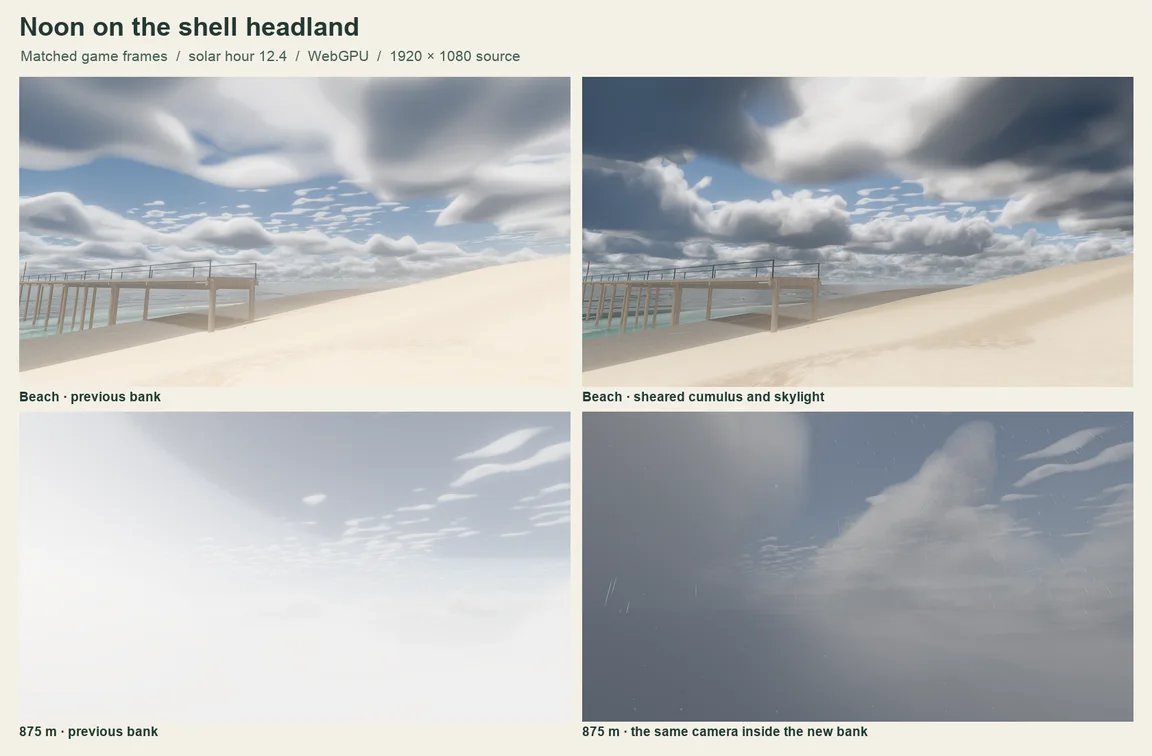 Noon on the shell headland
Matched game frames / solar hour 12.4 / WebGPU / 1920 × 1080 source
Beach · previous bank
Beach · sheared cumulus and skylight
875 m · previous bank
875 m · the same camera inside the new bank